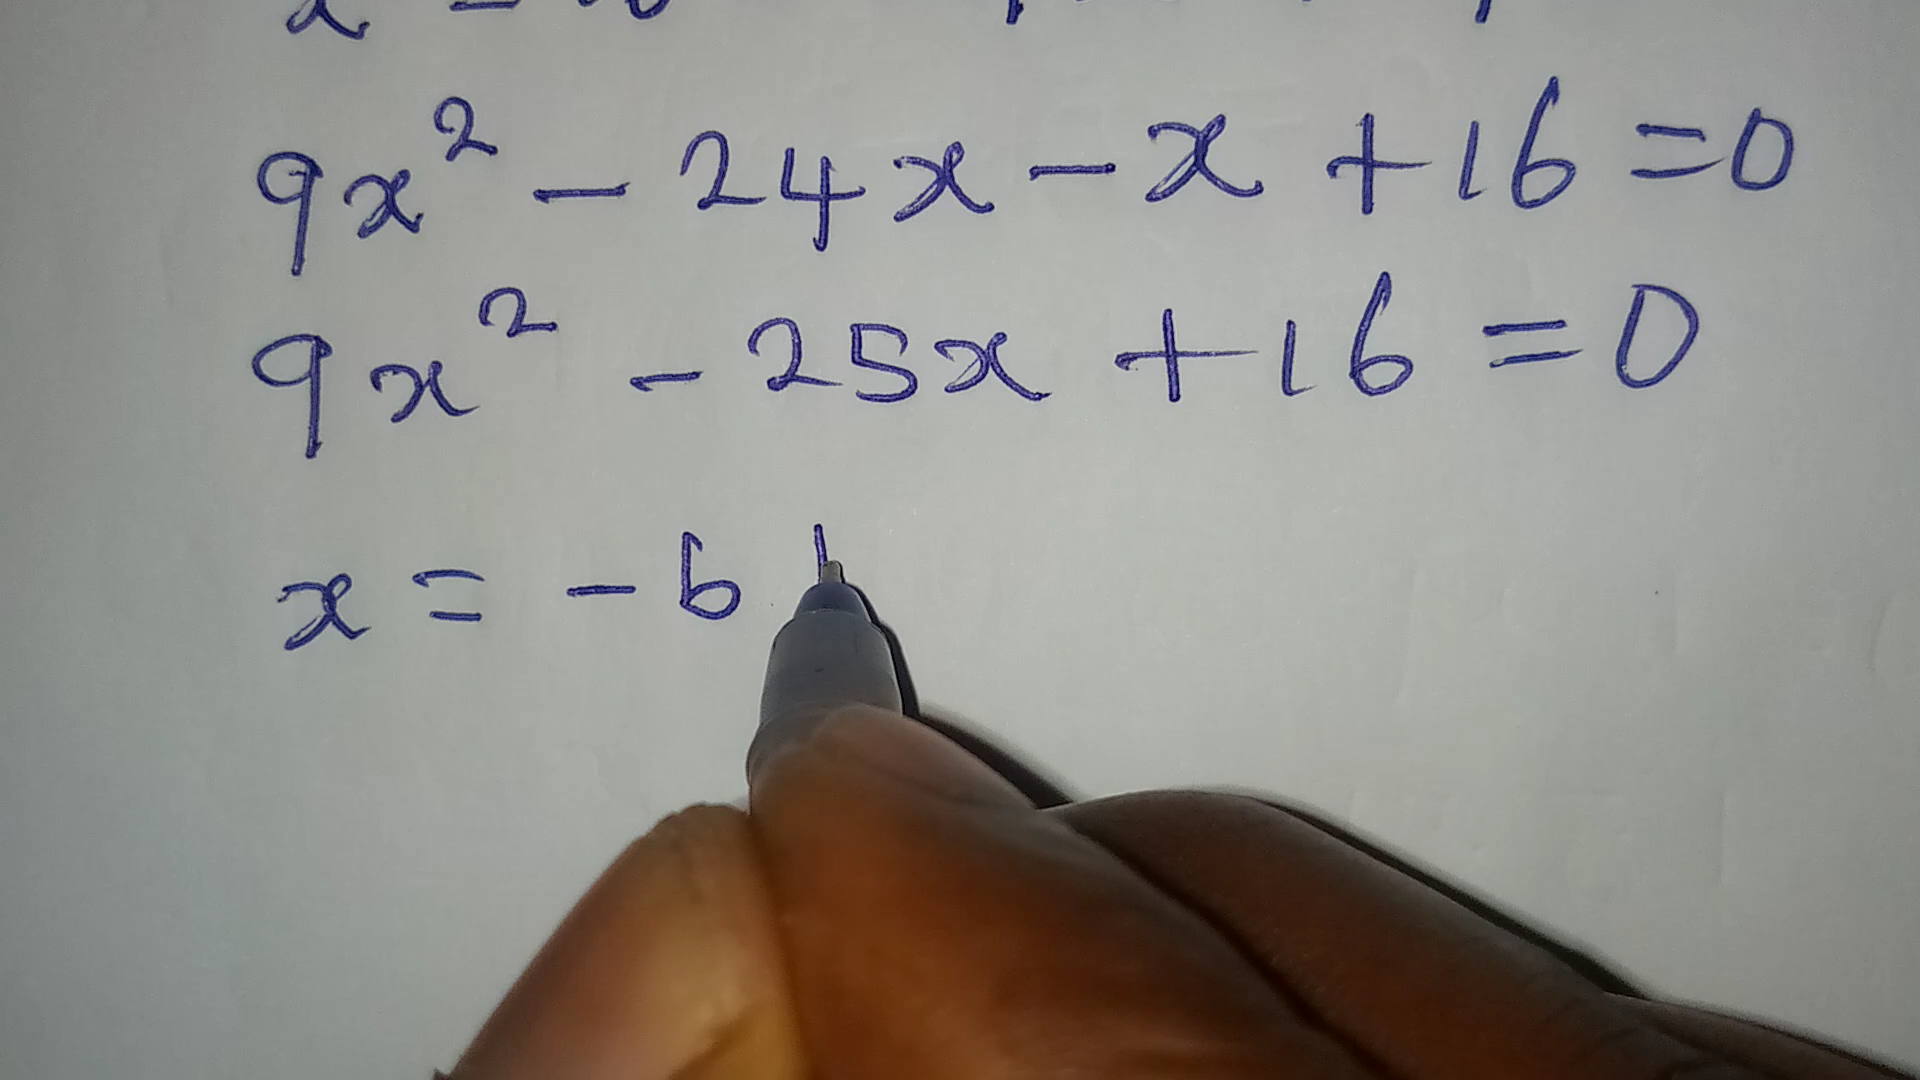 9x² - 24x - x + 16 = 0
9x² - 25x + 16 = 0
x = - b